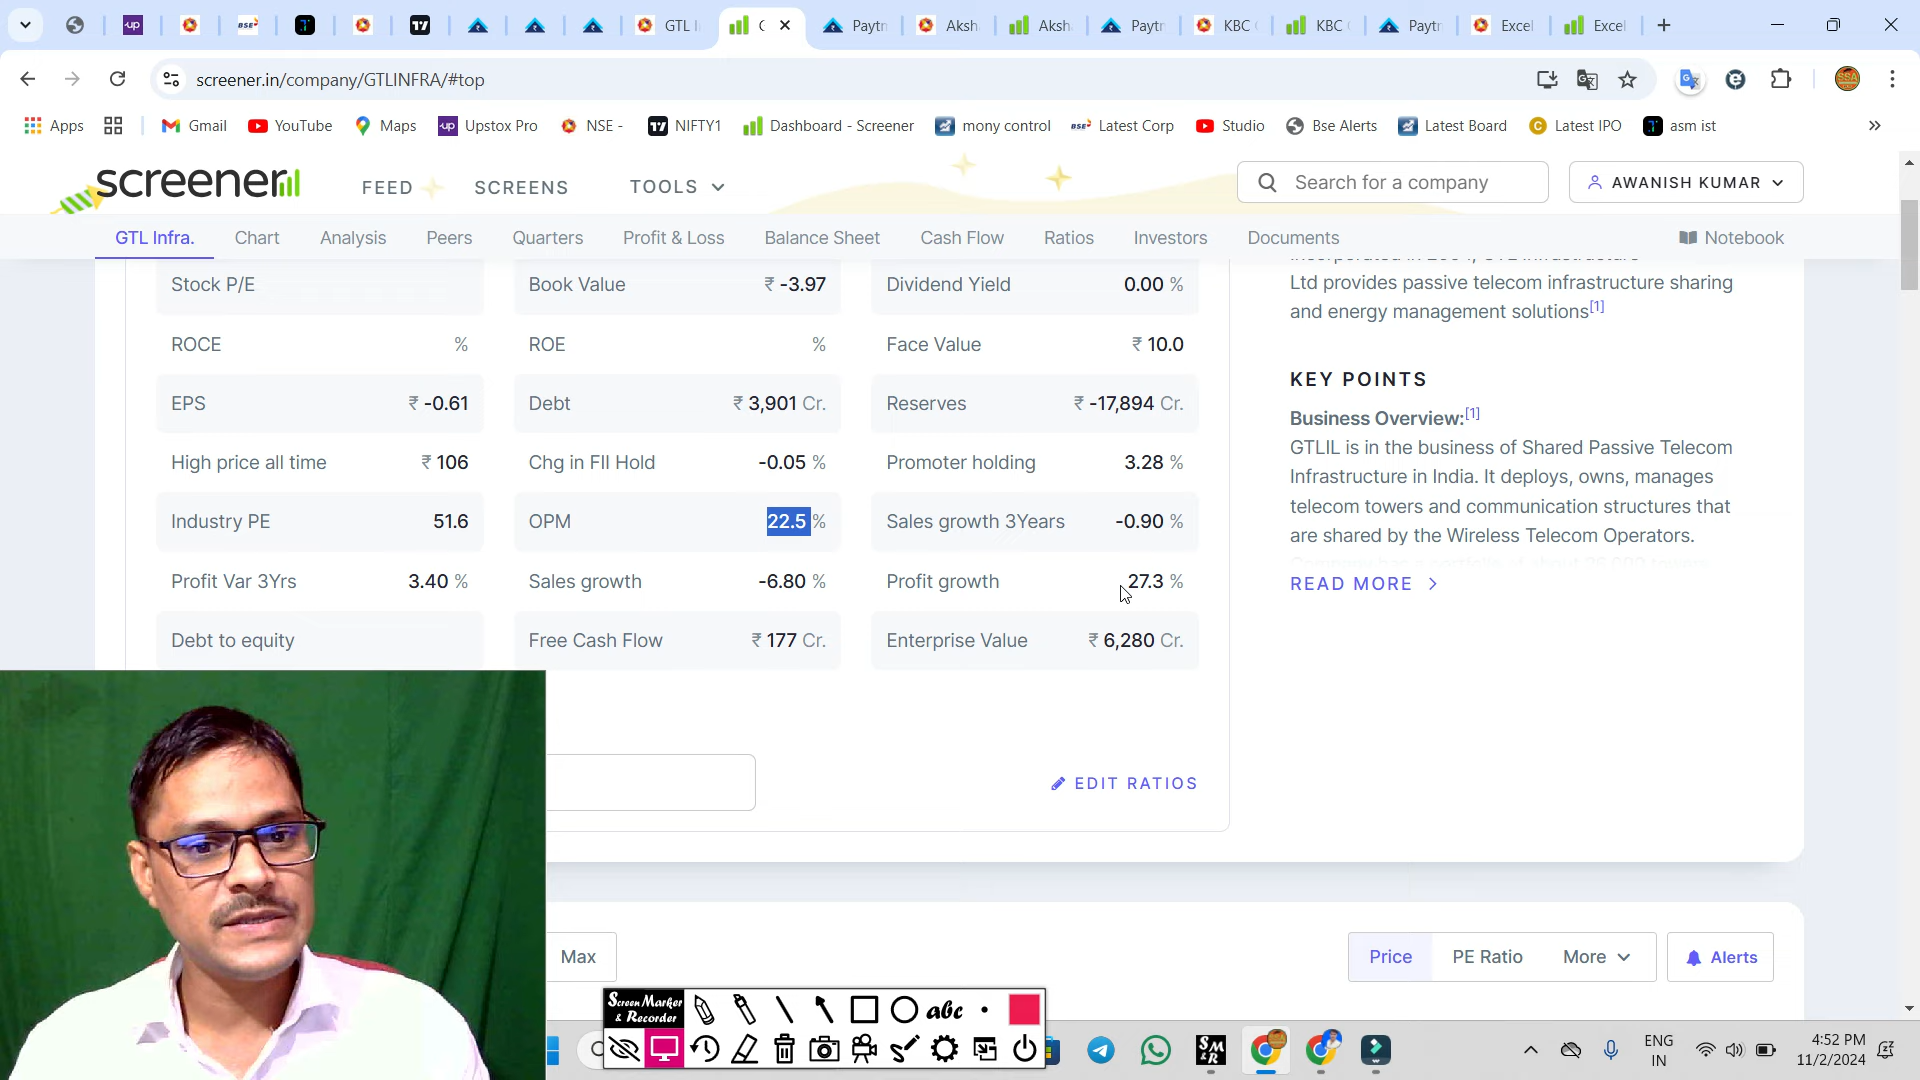 GTL I
Paytm
Aksh
Aksh
Paytm
KBC
KBC
Paytm
Excel
Excel
screener.in/company/GTLINFRA/#top
Apps
Gmail
YouTube
Maps
Upstox Pro
NSE -
NIFTY1
Dashboard - Screener
mony control
Latest Corp
Studio
Bse Alerts
Latest Board
Latest IPO
asm ist
screener
FEED
SCREENS
TOOLS
Search for a company
AWANISH KUMAR
GTL Infra.
Chart
Analysis
Peers
Quarters
Profit & Loss
Balance Sheet
Cash Flow
Ratios
Investors
Documents
Notebook
Stock P/E
Book Value ₹ -3.97
Dividend Yield 0.00 %
ROCE %
ROE %
Face Value ₹ 10.0
EPS ₹ -0.61
Debt ₹ 3,901 Cr.
Reserves ₹ -17,894 Cr.
High price all time ₹ 106
Chg in FII Hold -0.05 %
Promoter holding 3.28 %
Industry PE 51.6
OPM 22.5 %
Sales growth 3Years -0.90 %
Profit Var 3Yrs 3.40 %
Sales growth -6.80 %
Profit growth 27.3 %
Debt to equity
Free Cash Flow ₹ 177 Cr.
Enterprise Value ₹ 6,280 Cr.
EDIT RATIOS
Ltd provides passive telecom infrastructure sharing
and energy management solutions[1]
KEY POINTS
Business Overview:[1]
GTLIL is in the business of Shared Passive Telecom
Infrastructure in India. It deploys, owns, manages
telecom towers and communication structures that
are shared by the Wireless Telecom Operators.
READ MORE
Max
Price
PE Ratio
More
Alerts
Screen Marker
& Recorder
abc
ENG
IN
4:52 PM
11/2/2024